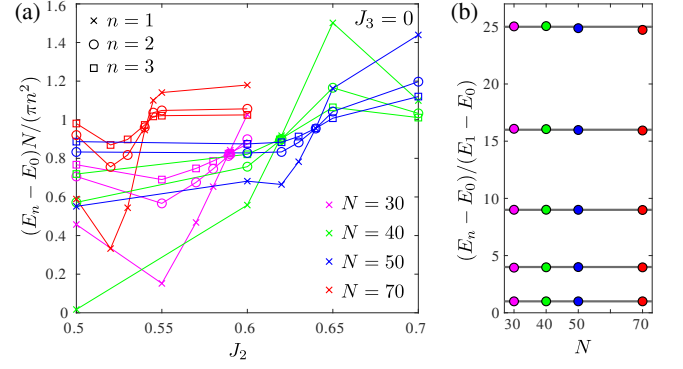 (a)
J₃ = 0
× n = 1
○ n = 2
□ n = 3
(Eₙ − E₀)N/(πn²)
1.6
1.4
1.2
1
0.8
0.6
0.4
0.2
0
× N = 30
× N = 40
× N = 50
× N = 70
0.5 0.55 0.6 0.65 0.7
J₂
(b)
(Eₙ − E₀)/(E₁ − E₀)
25
20
15
10
5
0
30 40 50 70
N